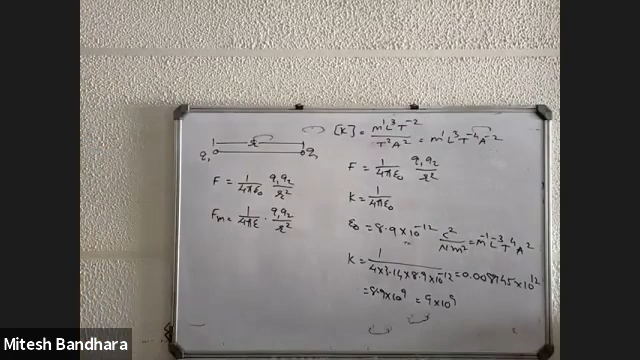 r
q₁ q₂
F = 1/4πε₀ q₁q₂/r²
Fm = 1/4πε · q₁q₂/r²
[K] = M¹L³T⁻²/T²A² = M¹L³T⁻⁴A⁻²
F = 1/4πε₀ q₁q₂/r²
K = 1/4πε₀
ε₀ = 8.9×10⁻¹² C²/Nm² = M⁻¹L⁻³T⁴A²
K = 1/4×3.14×8.9×10⁻¹² = 0.008945×10¹²
= 8.9×10⁹ = 9×10⁹
Mitesh Bandhara